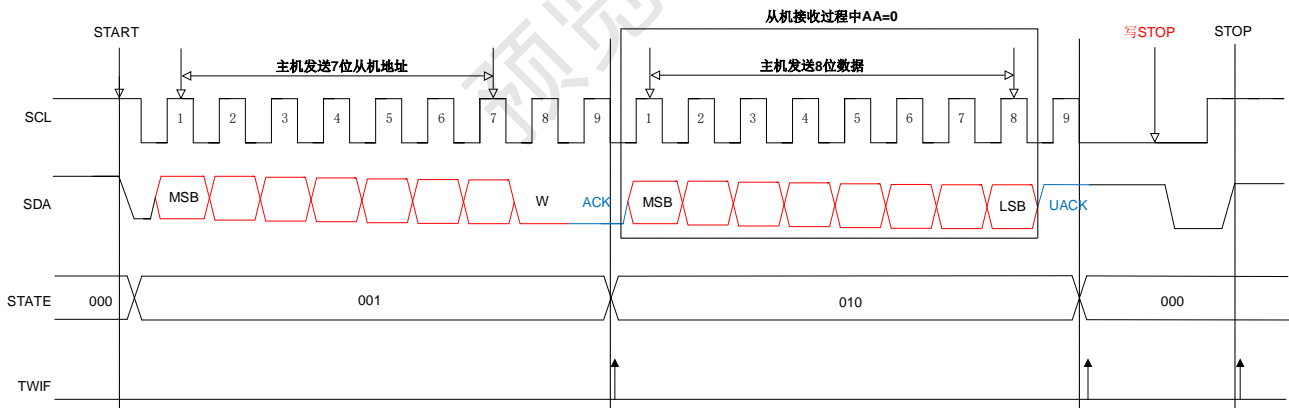 从机接收过程中AA=0
START
写STOP
STOP
主机发送7位从机地址
主机发送8位数据
SCL
1 2 3 4 5 6 7 8 9 1 2 3 4 5 6 7 8 9
SDA
MSB W ACK MSB LSB UACK
STATE
000 001 010 000
TWIF
预览